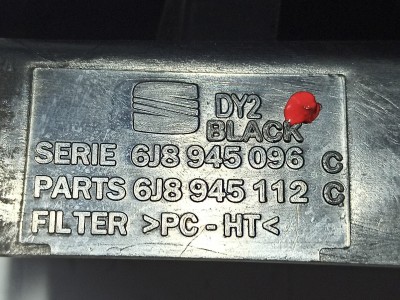 DY2
BLACK
SERIE 6J8 945 096 C
PARTS 6J8 945 112 C
FILTER >PC-HT<